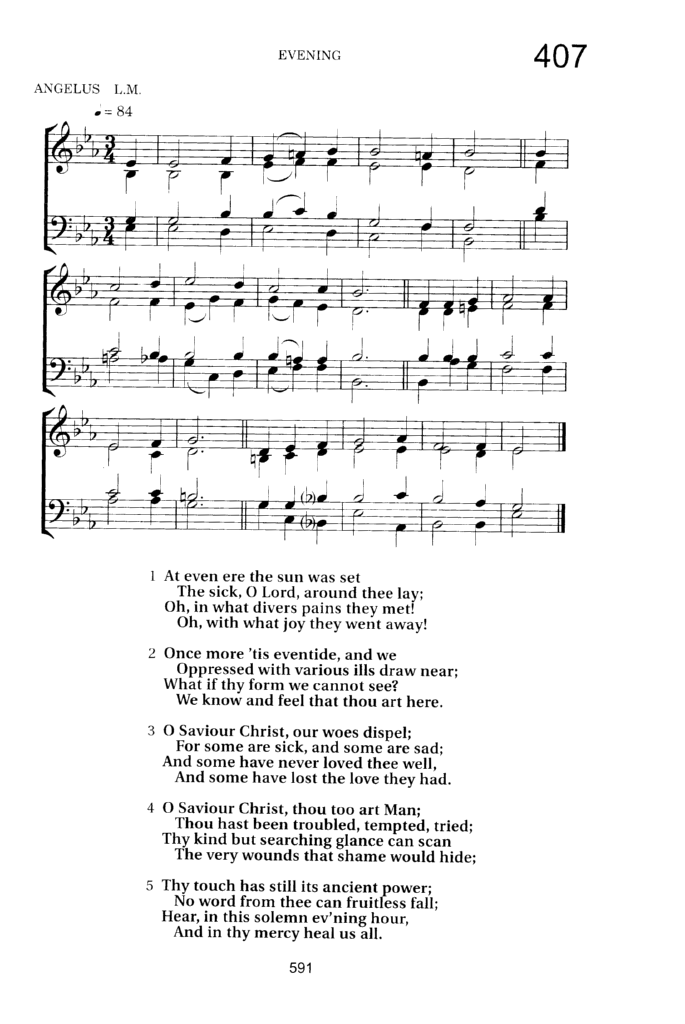 EVENING
407
ANGELUS L.M.
♩= 84
1 At even ere the sun was set
The sick, O Lord, around thee lay;
Oh, in what divers pains they met!
Oh, with what joy they went away!
2 Once more 'tis eventide, and we
Oppressed with various ills draw near;
What if thy form we cannot see?
We know and feel that thou art here.
3 O Saviour Christ, our woes dispel;
For some are sick, and some are sad;
And some have never loved thee well,
And some have lost the love they had.
4 O Saviour Christ, thou too art Man;
Thou hast been troubled, tempted, tried;
Thy kind but searching glance can scan
The very wounds that shame would hide;
5 Thy touch has still its ancient power;
No word from thee can fruitless fall;
Hear, in this solemn ev'ning hour,
And in thy mercy heal us all.
591